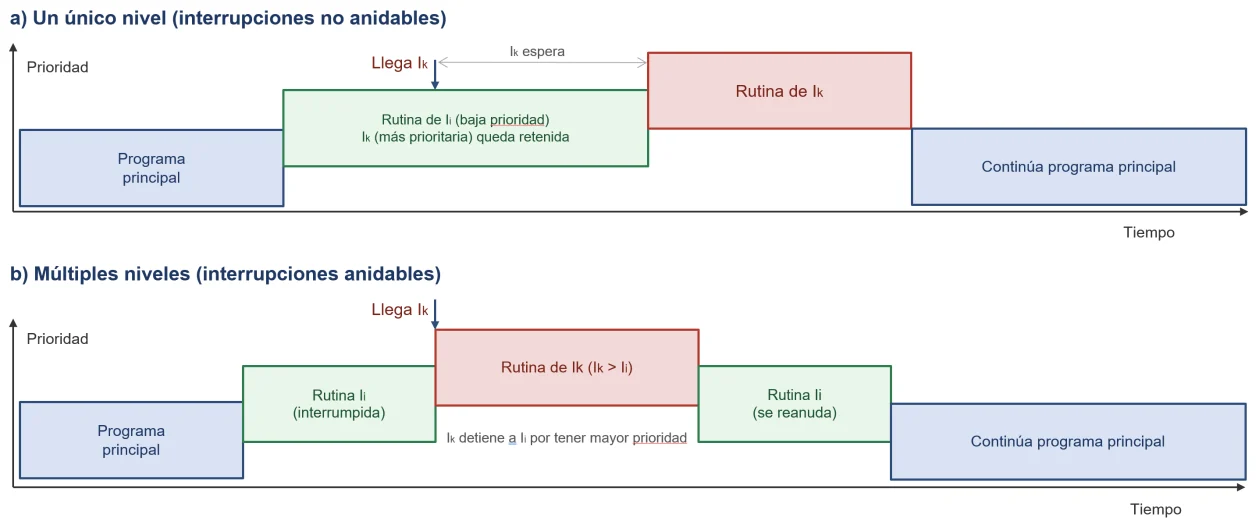 a) Un único nivel (interrupciones no anidables)
Prioridad
Llega Ik
Ik espera
Rutina de Ii (baja prioridad)
Ik (más prioritaria) queda retenida
Rutina de Ik
Programa
principal
Continúa programa principal
Tiempo
b) Múltiples niveles (interrupciones anidables)
Llega Ik
Prioridad
Rutina de Ik (Ik > Ii)
Rutina Ii
(interrumpida)
Rutina Ii
(se reanuda)
Programa
principal
Ik detiene a Ii por tener mayor prioridad
Continúa programa principal
Tiempo